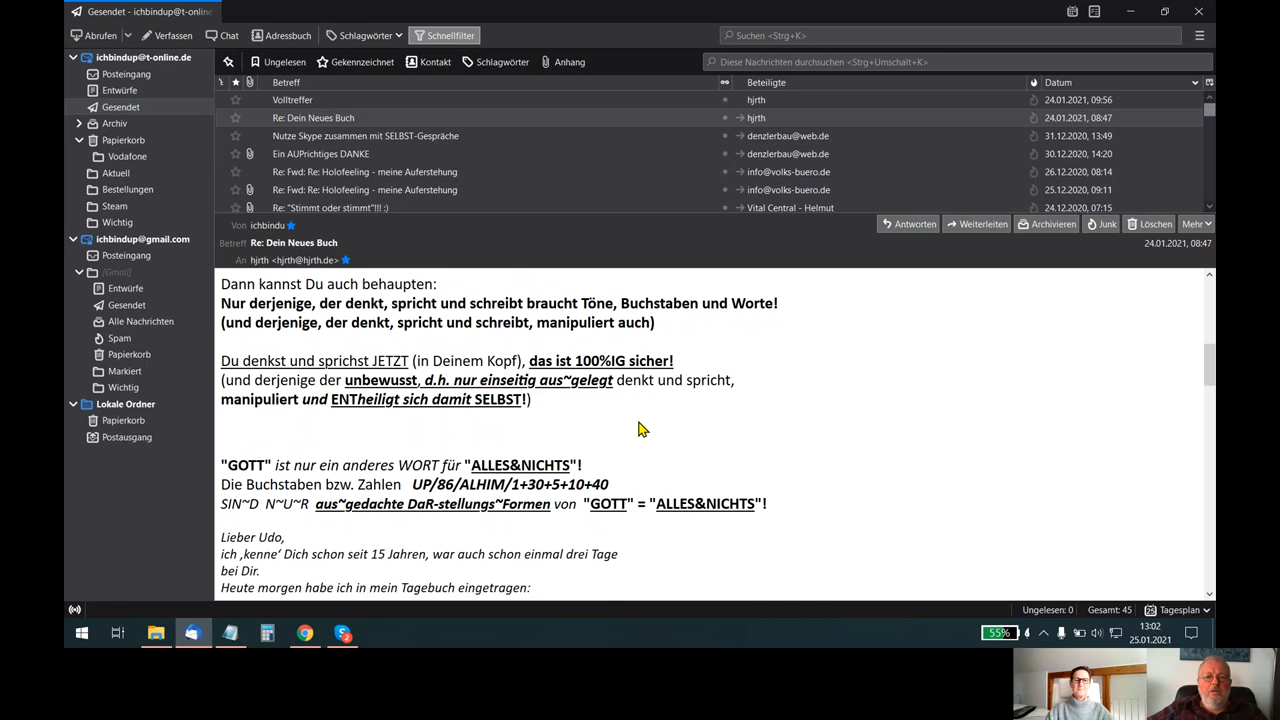 Gesendet - ichbindup@t-online
Abrufen Verfassen Chat Adressbuch Schlagwörter Schnellfilter Suchen <Strg+K>
ichbindup@t-online.de
Posteingang
Entwürfe
Gesendet
Archiv
Papierkorb
Vodafone
Aktuell
Bestellungen
Steam
Wichtig
ichbindup@gmail.com
Posteingang
[Gmail]
Entwürfe
Gesendet
Alle Nachrichten
Spam
Papierkorb
Markiert
Wichtig
Lokale Ordner
Papierkorb
Postausgang
Ungelesen Gekennzeichnet Kontakt Schlagwörter Anhang Diese Nachrichten durchsuchen <Strg+Umschalt+K>
Betreff Beteiligte Datum
Volltreffer hjrth 24.01.2021, 09:56
Re: Dein Neues Buch hjrth 24.01.2021, 08:47
Nutze Skype zusammen mit SELBST-Gespräche denzlerbau@web.de 31.12.2020, 13:49
Ein AUPrichtiges DANKE denzlerbau@web.de 30.12.2020, 14:20
Re: Fwd: Re: Holofeeling - meine Auferstehung info@volks-buero.de 26.12.2020, 08:14
Re: Fwd: Re: Holofeeling - meine Auferstehung info@volks-buero.de 25.12.2020, 09:11
Re: "Stimmt oder stimmt"!!! :) Vital Central - Helmut 24.12.2020, 07:15
Von ichbindu Antworten Weiterleiten Archivieren Junk Löschen Mehr
Betreff Re: Dein Neues Buch 24.01.2021, 08:47
An hjrth <hjrth@hjrth.de>
Dann kannst Du auch behaupten:
Nur derjenige, der denkt, spricht und schreibt braucht Töne, Buchstaben und Worte!
(und derjenige, der denkt, spricht und schreibt, manipuliert auch)
Du denkst und sprichst JETZT (in Deinem Kopf), das ist 100%IG sicher!
(und derjenige der unbewusst, d.h. nur einseitig aus~gelegt denkt und spricht,
manipuliert und ENTheiligt sich damit SELBST!)
"GOTT" ist nur ein anderes WORT für "ALLES&NICHTS"!
Die Buchstaben bzw. Zahlen UP/86/ALHIM/1+30+5+10+40
SIN~D N~U~R aus~gedachte DaR-stellungs~Formen von "GOTT" = "ALLES&NICHTS"!
Lieber Udo,
ich ‚kenne‘ Dich schon seit 15 Jahren, war auch schon einmal drei Tage
bei Dir.
Heute morgen habe ich in mein Tagebuch eingetragen:
Ungelesen: 0 Gesamt: 45 25 Tagesplan
55% 13:02
25.01.2021